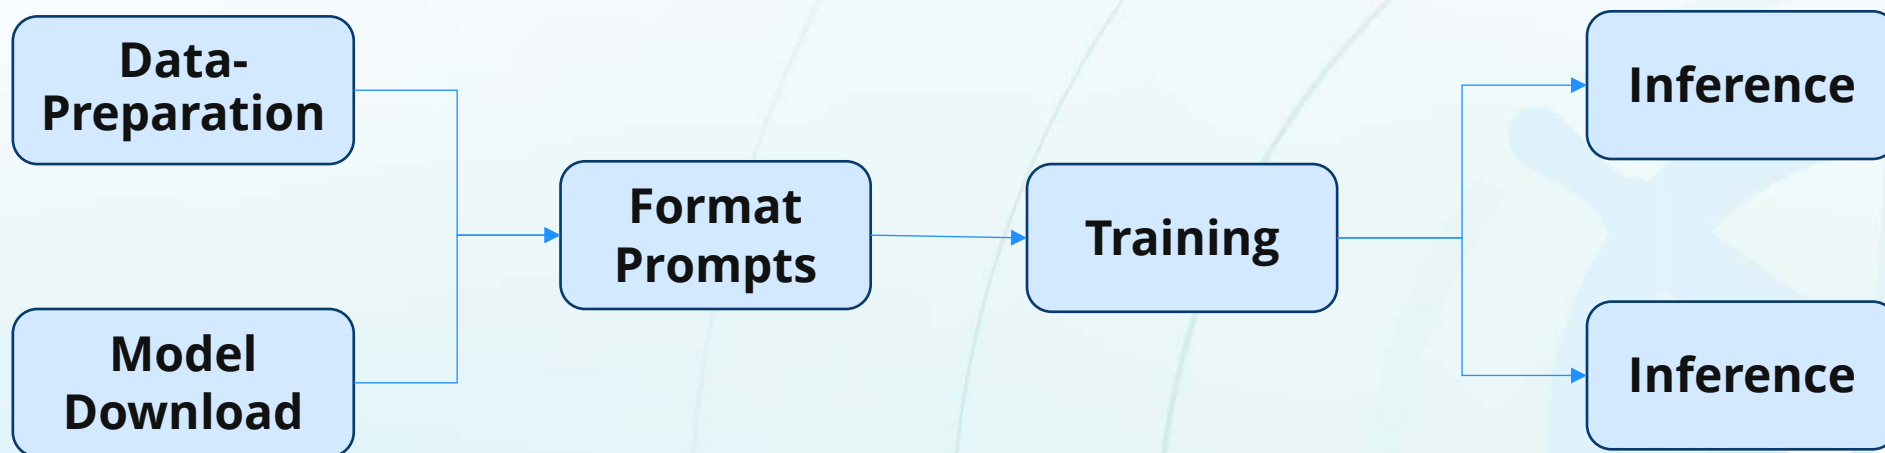 Data-
Preparation
Model
Download
Format
Prompts
Training
Inference
Inference